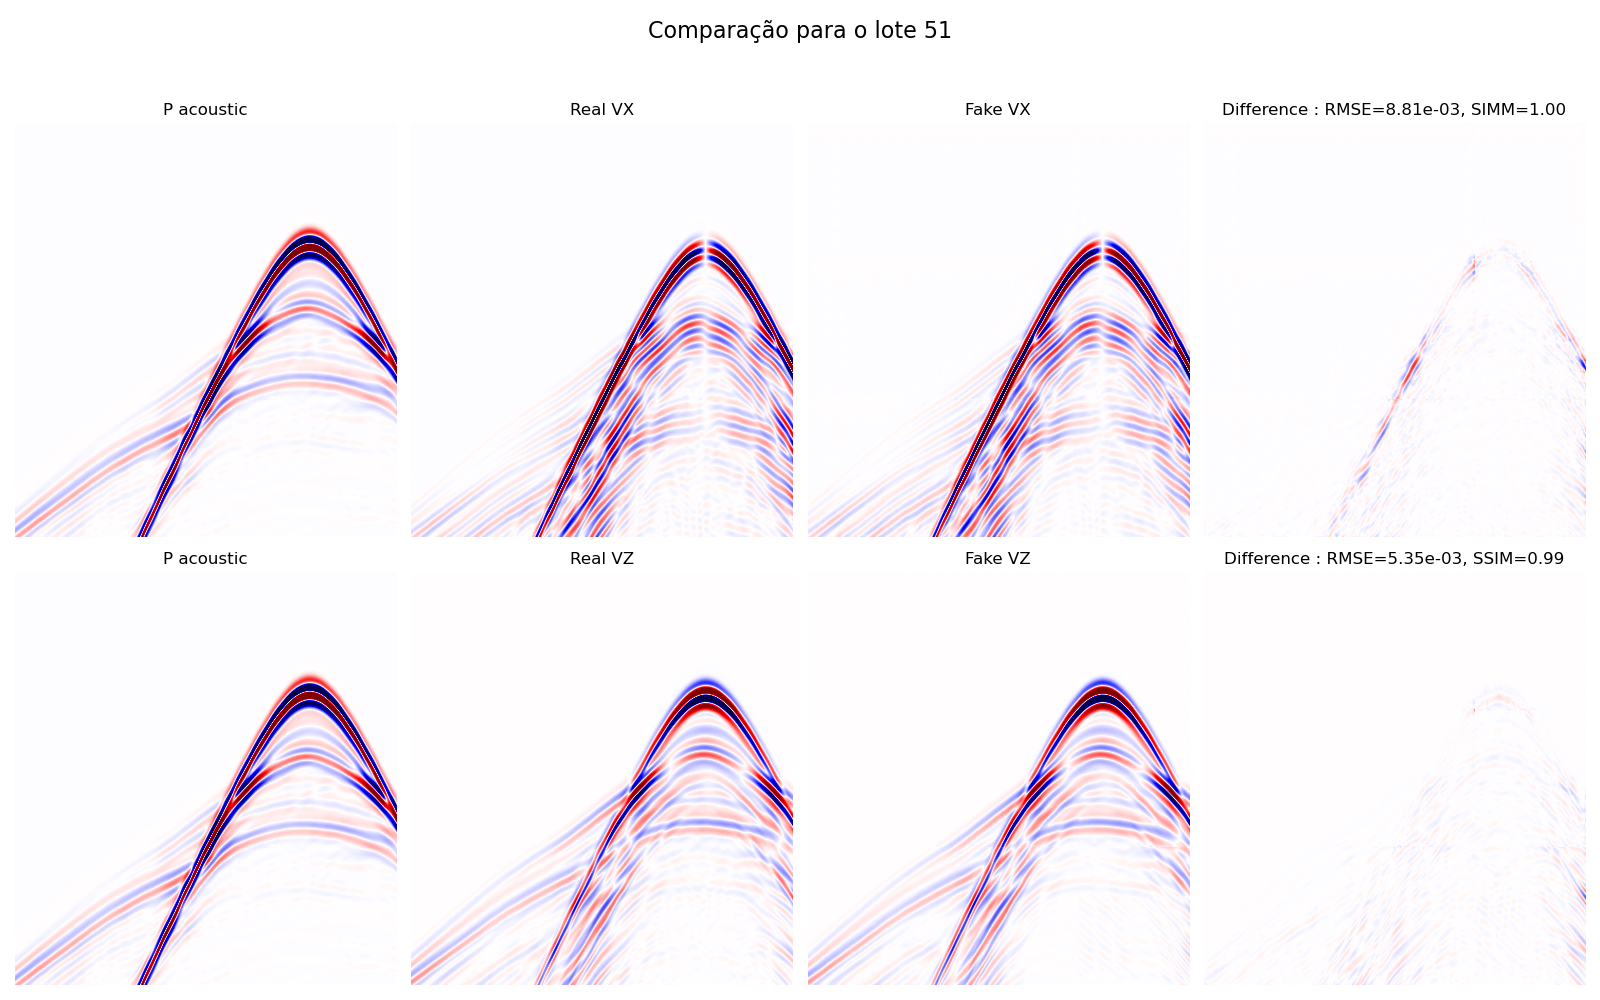 Comparação para o lote 51
P acoustic
Real VX
Fake VX
Difference : RMSE=8.81e-03, SIMM=1.00
P acoustic
Real VZ
Fake VZ
Difference : RMSE=5.35e-03, SSIM=0.99